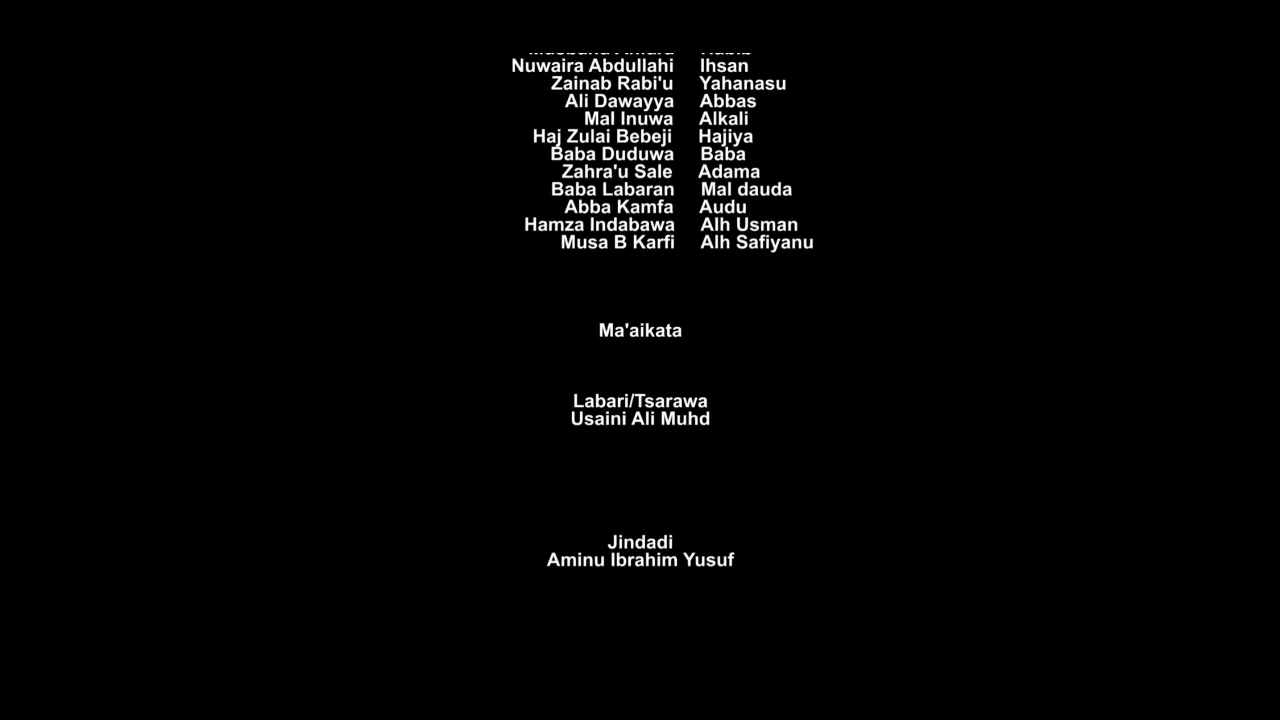 Nuwaira Abdullahi Ihsan
Zainab Rabi'u Yahanasu
Ali Dawayya Abbas
Mal Inuwa Alkali
Haj Zulai Bebeji Hajiya
Baba Duduwa Baba
Zahra'u Sale Adama
Baba Labaran Mal dauda
Abba Kamfa Audu
Hamza Indabawa Alh Usman
Musa B Karfi Alh Safiyanu
Ma'aikata
Labari/Tsarawa
Usaini Ali Muhd
Jindadi
Aminu Ibrahim Yusuf